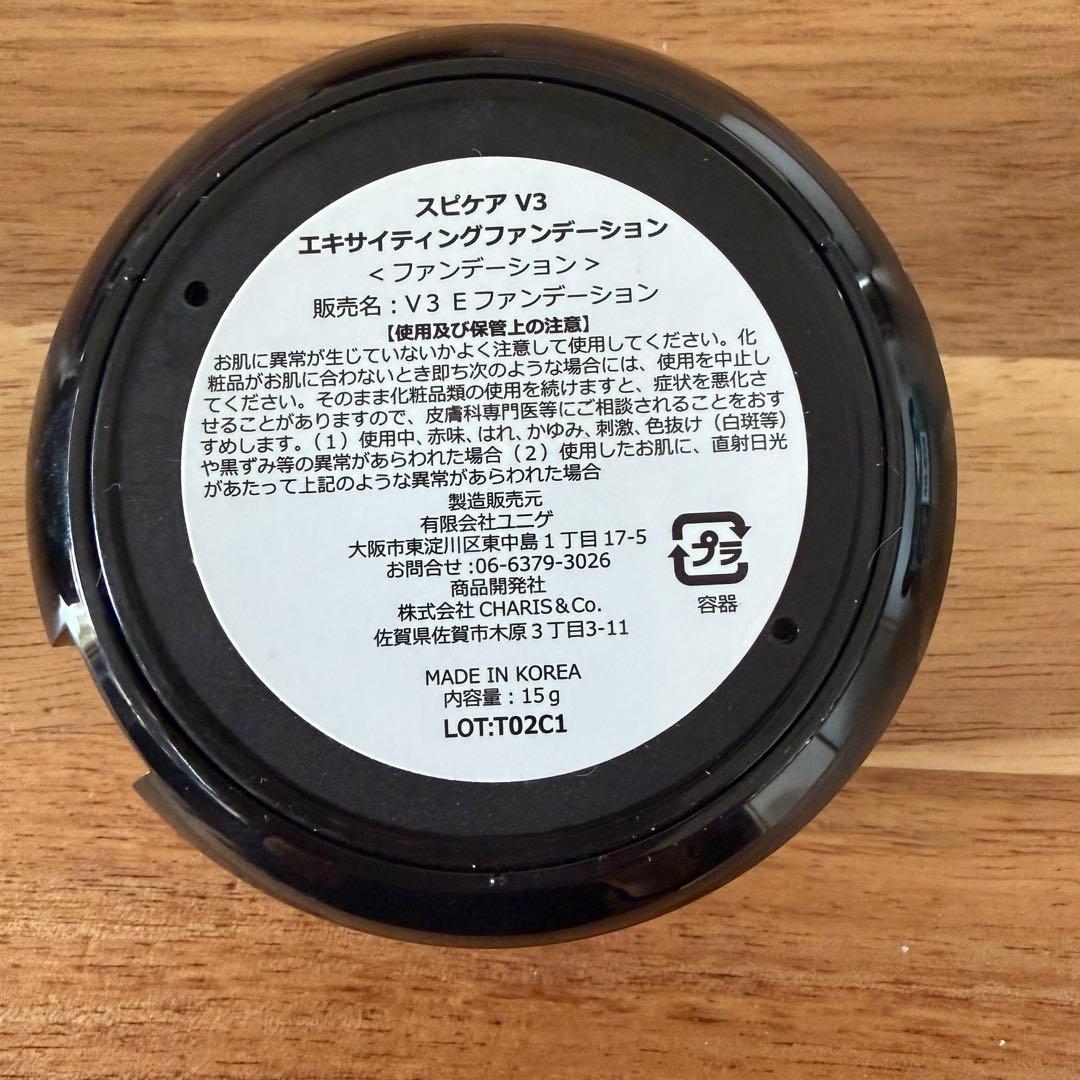 スピケア V3
エキサイティングファンデーション
< ファンデーション >
販売名：V３ Ｅファンデーション
【使用及び保管上の注意】
お肌に異常が生じていないかよく注意して使用してください。化
粧品がお肌に合わないとき即ち次のような場合には、使用を中止し
てください。そのまま化粧品類の使用を続けますと、症状を悪化さ
せることがありますので、皮膚科専門医等にご相談されることをおす
すめします。（1）使用中、赤味、はれ、かゆみ、刺激、色抜け（白斑等）
や黒ずみ等の異常があらわれた場合（2）使用したお肌に、直射日光
があたって上記のような異常があらわれた場合
製造販売元
有限会社ユニゲ
大阪市東淀川区東中島１丁目17-5
お問合せ:06-6379-3026
商品開発社
株式会社 CHARIS＆Co.
佐賀県佐賀市木原３丁目3-11
プラ
容器
MADE IN KOREA
内容量：15ｇ
LOT:T02C1